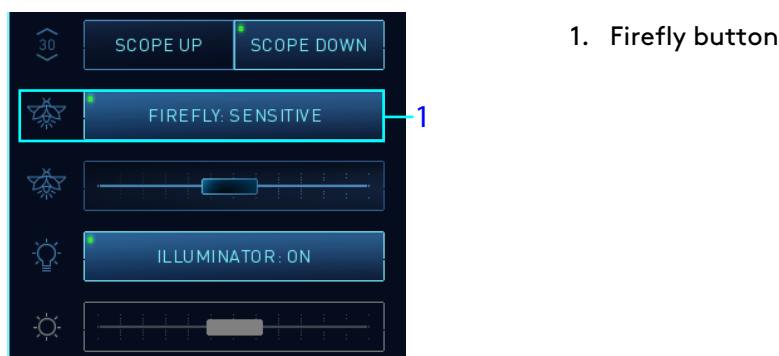 30 SCOPE UP SCOPE DOWN
FIREFLY: SENSITIVE
1
ILLUMINATOR: ON
1. Firefly button